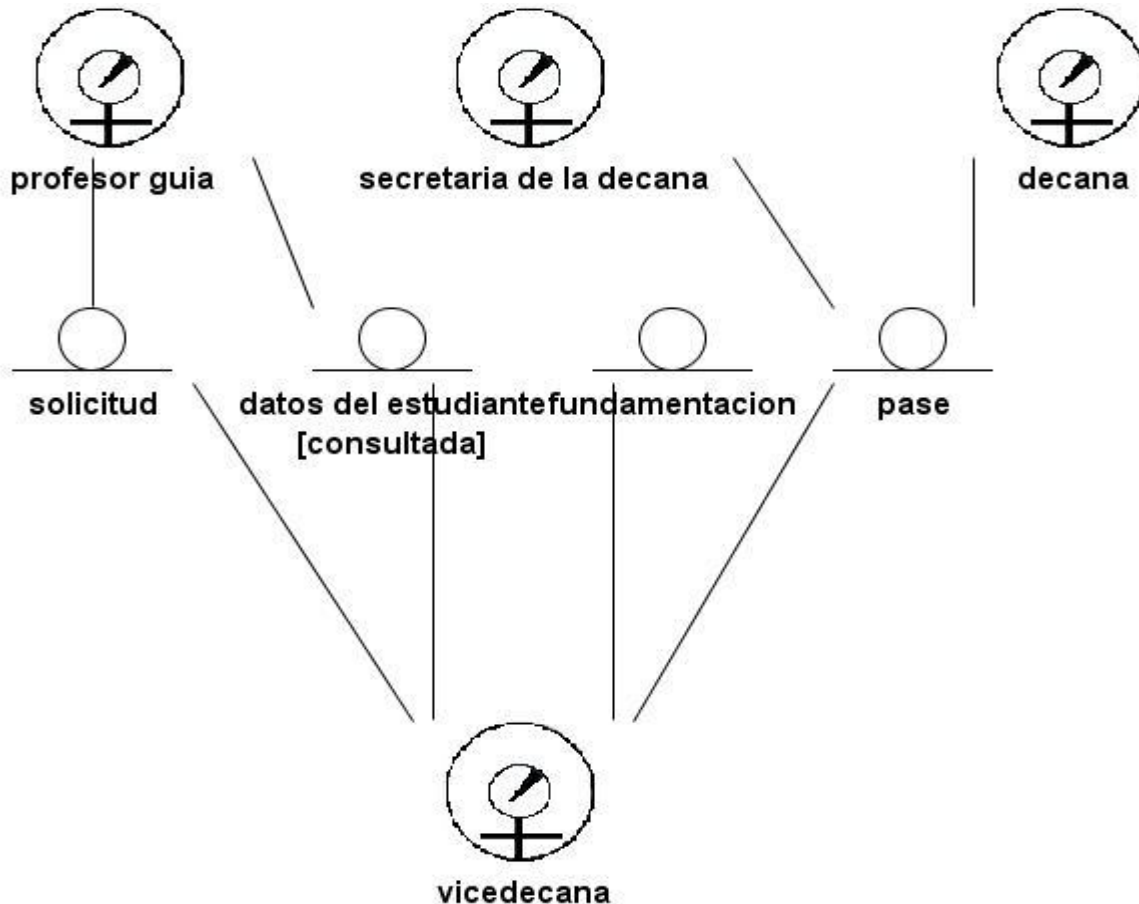 profesor guia
secretaria de la decana
decana
solicitud
datos del estudiante
[consultada]
fundamentacion
pase
vicedecana